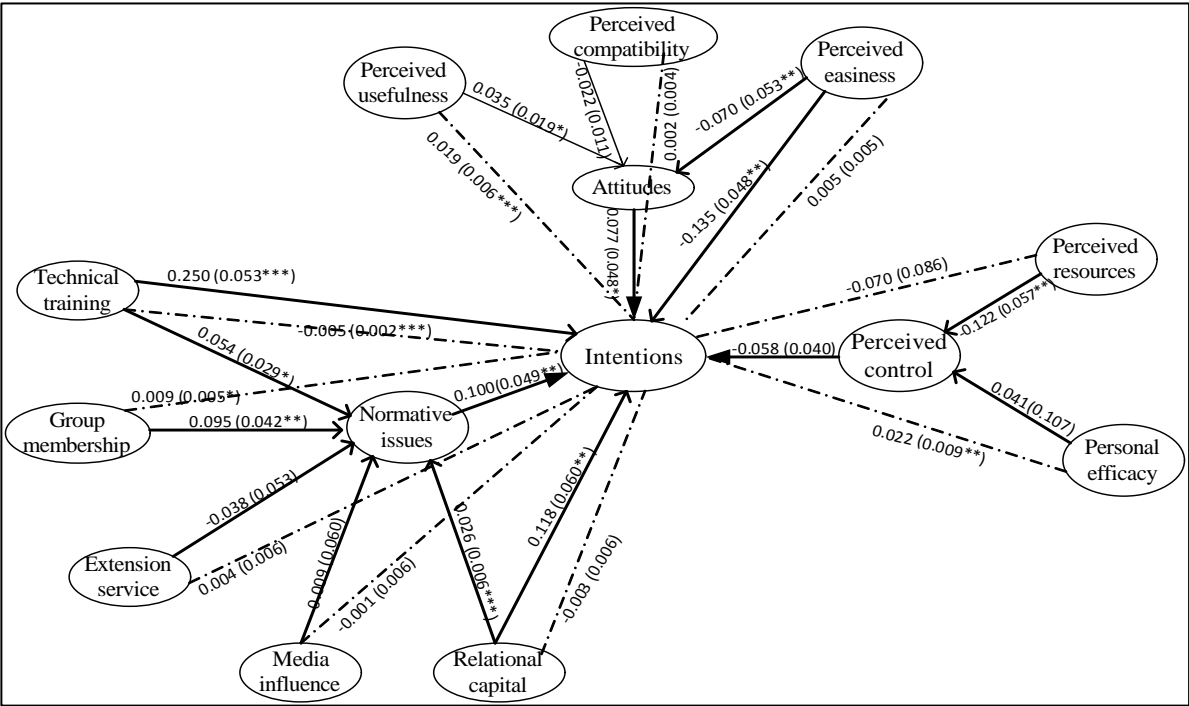 Perceived
compatibility
Perceived
easiness
Perceived
usefulness
0.035 (0.019*)
-0.022 (0.011)
0.002 (0.004)
-0.070 (0.053**)
0.019 (0.006***)
Attitudes
0.077 (0.048*)
-0.135 (0.048**)
0.005 (0.005)
Technical
training
0.250 (0.053***)
-0.005 (0.002***)
0.054 (0.029*)
Perceived
resources
-0.070 (0.086)
-0.122 (0.057**)
Intentions
-0.058 (0.040)
Perceived
control
0.041(0.107)
0.022 (0.009**)
Personal
efficacy
0.009 (0.005*)
Group
membership
0.095 (0.042**)
Normative
issues
0.100(0.049**)
-0.038 (0.053)
Extension
service
0.004 (0.006)
0.009 (0.060)
-0.001 (0.006)
0.026 (0.006***)
0.118 (0.060**)
-0.003 (0.006)
Media
influence
Relational
capital